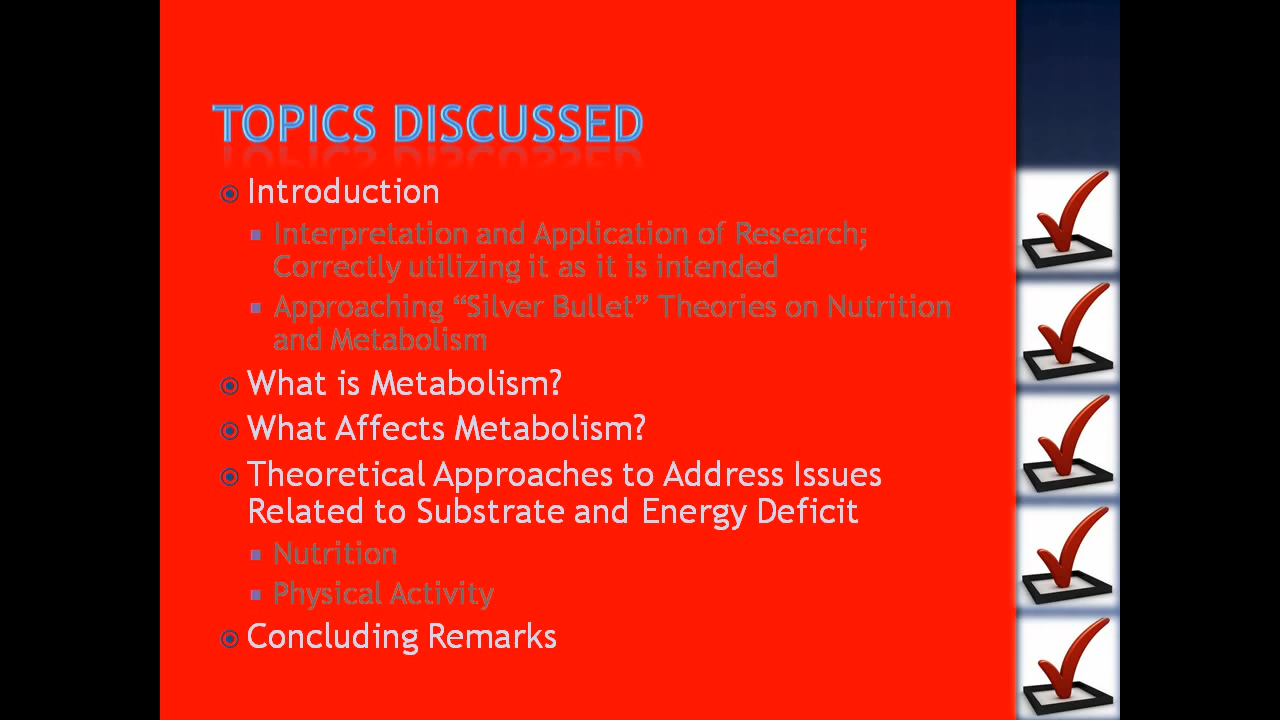 TOPICS DISCUSSED
Introduction
Interpretation and Application of Research;
Correctly utilizing it as it is intended
Approaching “Silver Bullet” Theories on Nutrition
and Metabolism
What is Metabolism?
What Affects Metabolism?
Theoretical Approaches to Address Issues
Related to Substrate and Energy Deficit
Nutrition
Physical Activity
Concluding Remarks